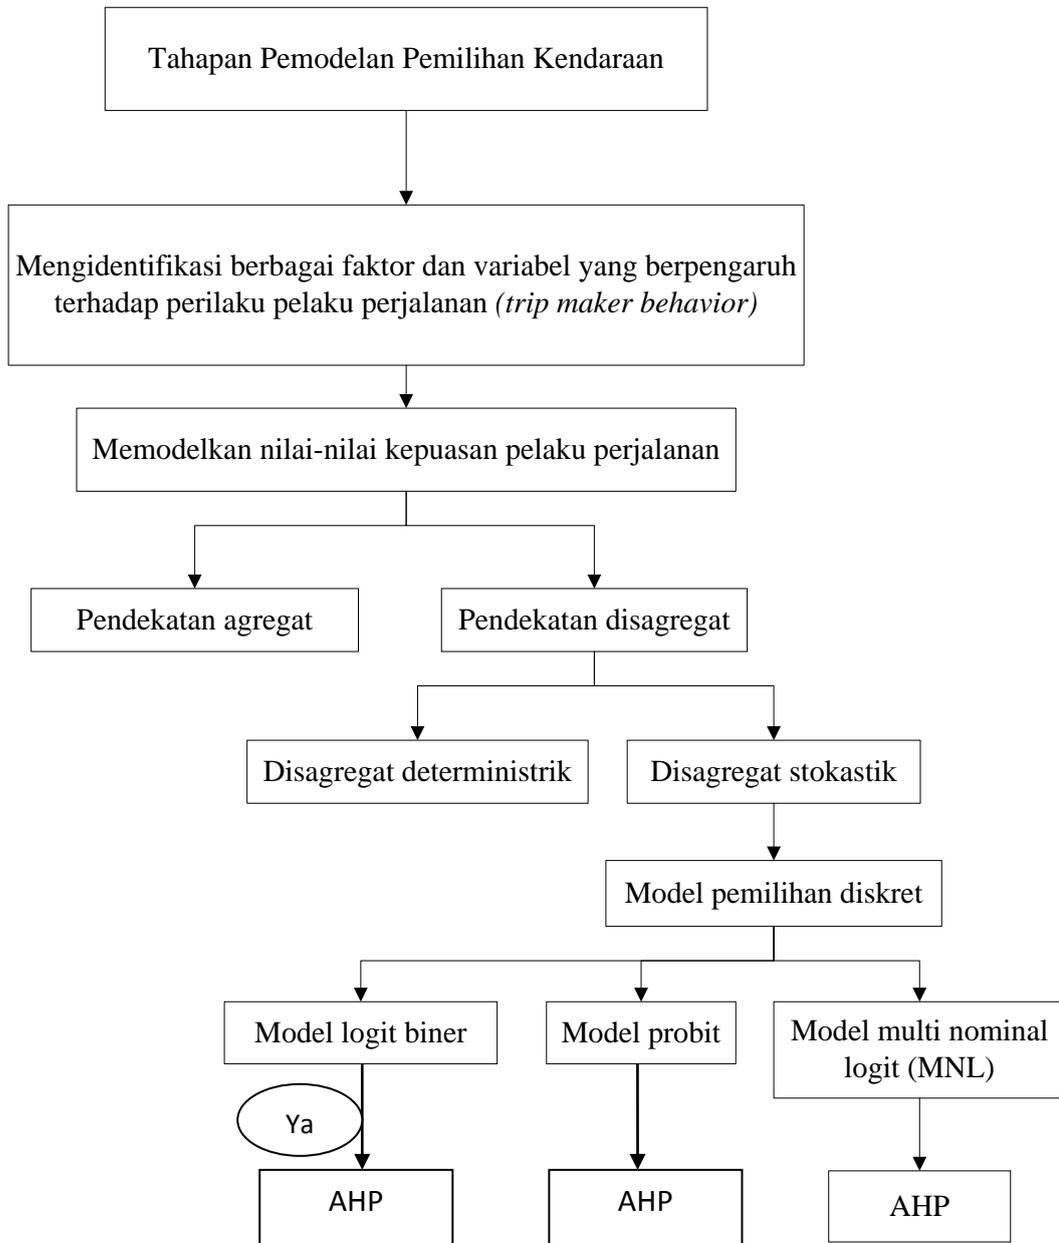 Tahapan Pemodelan Pemilihan Kendaraan
Mengidentifikasi berbagai faktor dan variabel yang berpengaruh
terhadap perilaku pelaku perjalanan (trip maker behavior)
Memodelkan nilai-nilai kepuasan pelaku perjalanan
Pendekatan agregat
Pendekatan disagregat
Disagregat deterministrik
Disagregat stokastik
Model pemilihan diskret
Model logit biner
Model probit
Model multi nominal
logit (MNL)
Ya
AHP
AHP
AHP